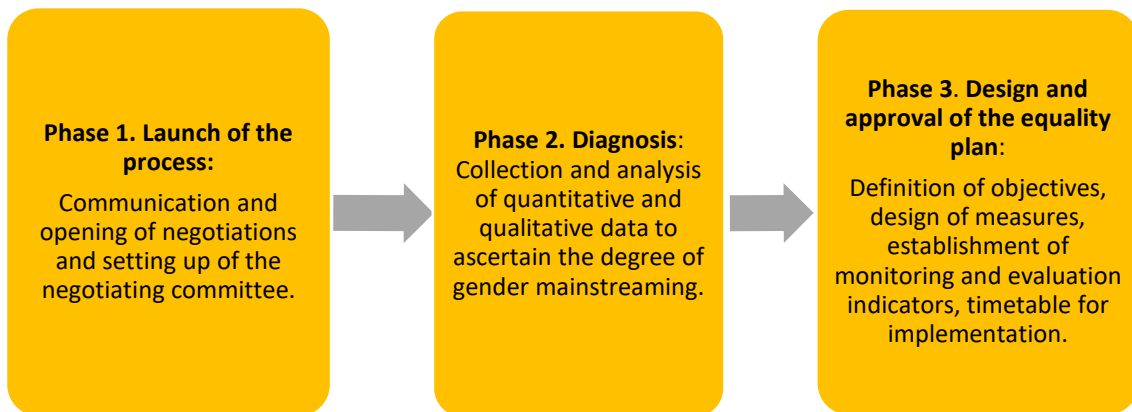 Phase 1. Launch of the
process:
Communication and
opening of negotiations
and setting up of the
negotiating committee.
Phase 2. Diagnosis:
Collection and analysis
of quantitative and
qualitative data to
ascertain the degree of
gender mainstreaming.
Phase 3. Design and
approval of the equality
plan:
Definition of objectives,
design of measures,
establishment of
monitoring and evaluation
indicators, timetable for
implementation.